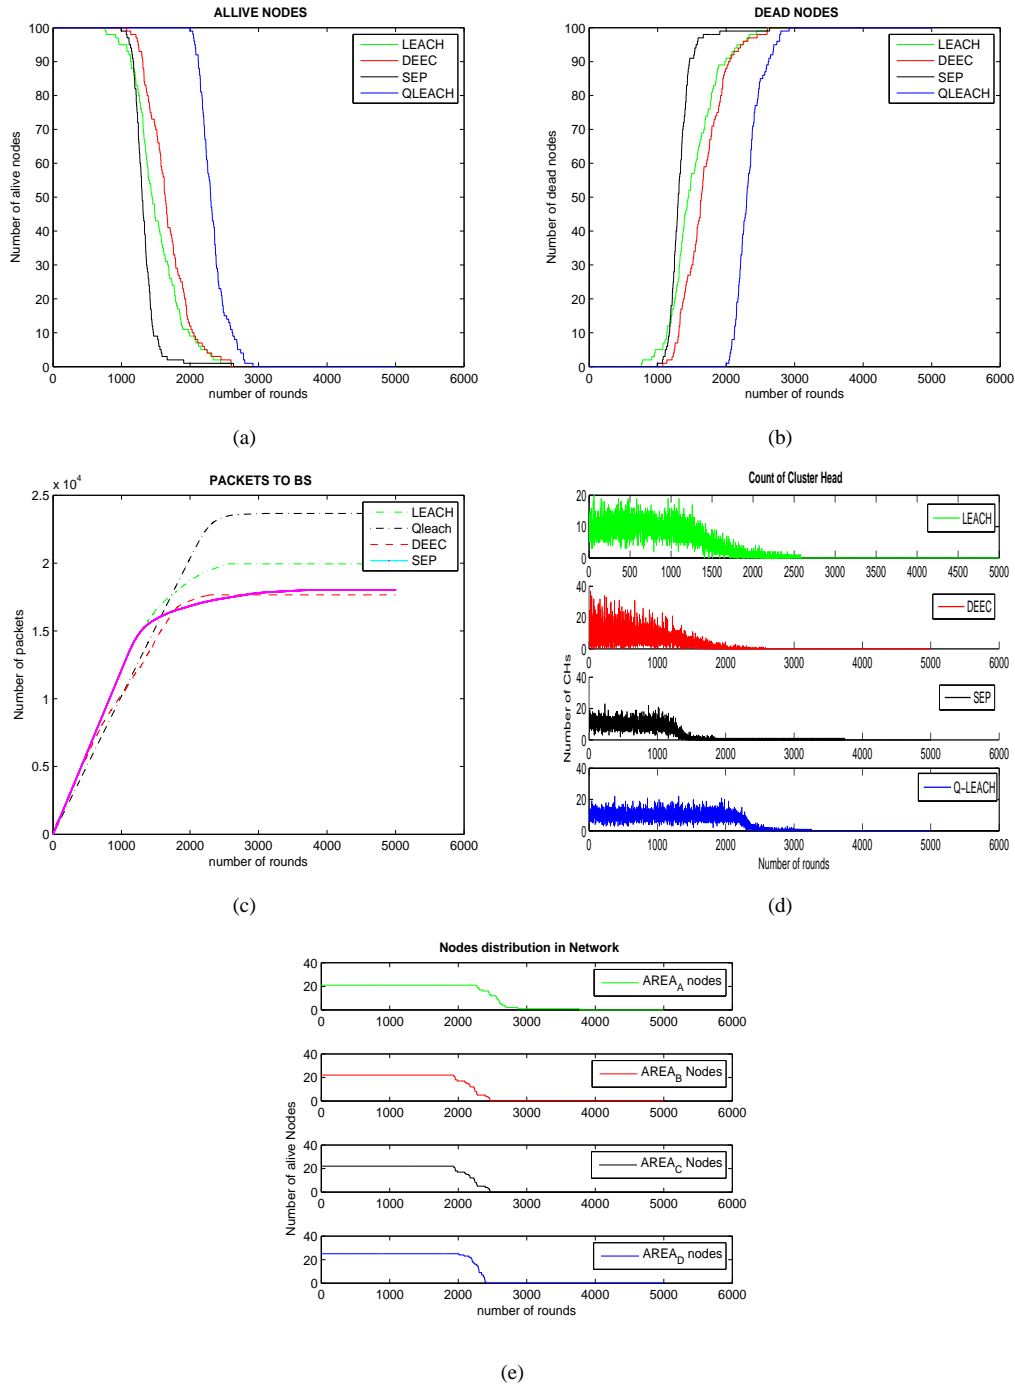 ALLIVE NODES
100
90
80
70
60
50
40
30
20
10
0
Number of alive nodes
0 1000 2000 3000 4000 5000 6000
number of rounds
LEACH
DEEC
SEP
QLEACH
(a)
DEAD NODES
100
90
80
70
60
50
40
30
20
10
0
Number of dead nodes
0 1000 2000 3000 4000 5000 6000
number of rounds
LEACH
DEEC
SEP
QLEACH
(b)
PACKETS TO BS
x 10^4
2.5
2
1.5
1
0.5
0
Number of packets
0 1000 2000 3000 4000 5000 6000
number of rounds
LEACH
Qleach
DEEC
SEP
(c)
Count of Cluster Head
20
10
0
0 500 1000 1500 2000 2500 3000 3500 4000 4500 5000
LEACH
40
20
0
0 1000 2000 3000 4000 5000 6000
DEEC
Number of CHs
40
20
0
0 1000 2000 3000 4000 5000 6000
SEP
40
20
0
0 1000 2000 3000 4000 5000 6000
Q-LEACH
Number of rounds
(d)
Nodes distribution in Network
40
20
0
0 1000 2000 3000 4000 5000 6000
AREA_A nodes
40
20
0
0 1000 2000 3000 4000 5000 6000
AREA_B Nodes
Number of alive Nodes
40
20
0
0 1000 2000 3000 4000 5000 6000
AREA_C Nodes
40
20
0
0 1000 2000 3000 4000 5000 6000
AREA_D nodes
number of rounds
(e)